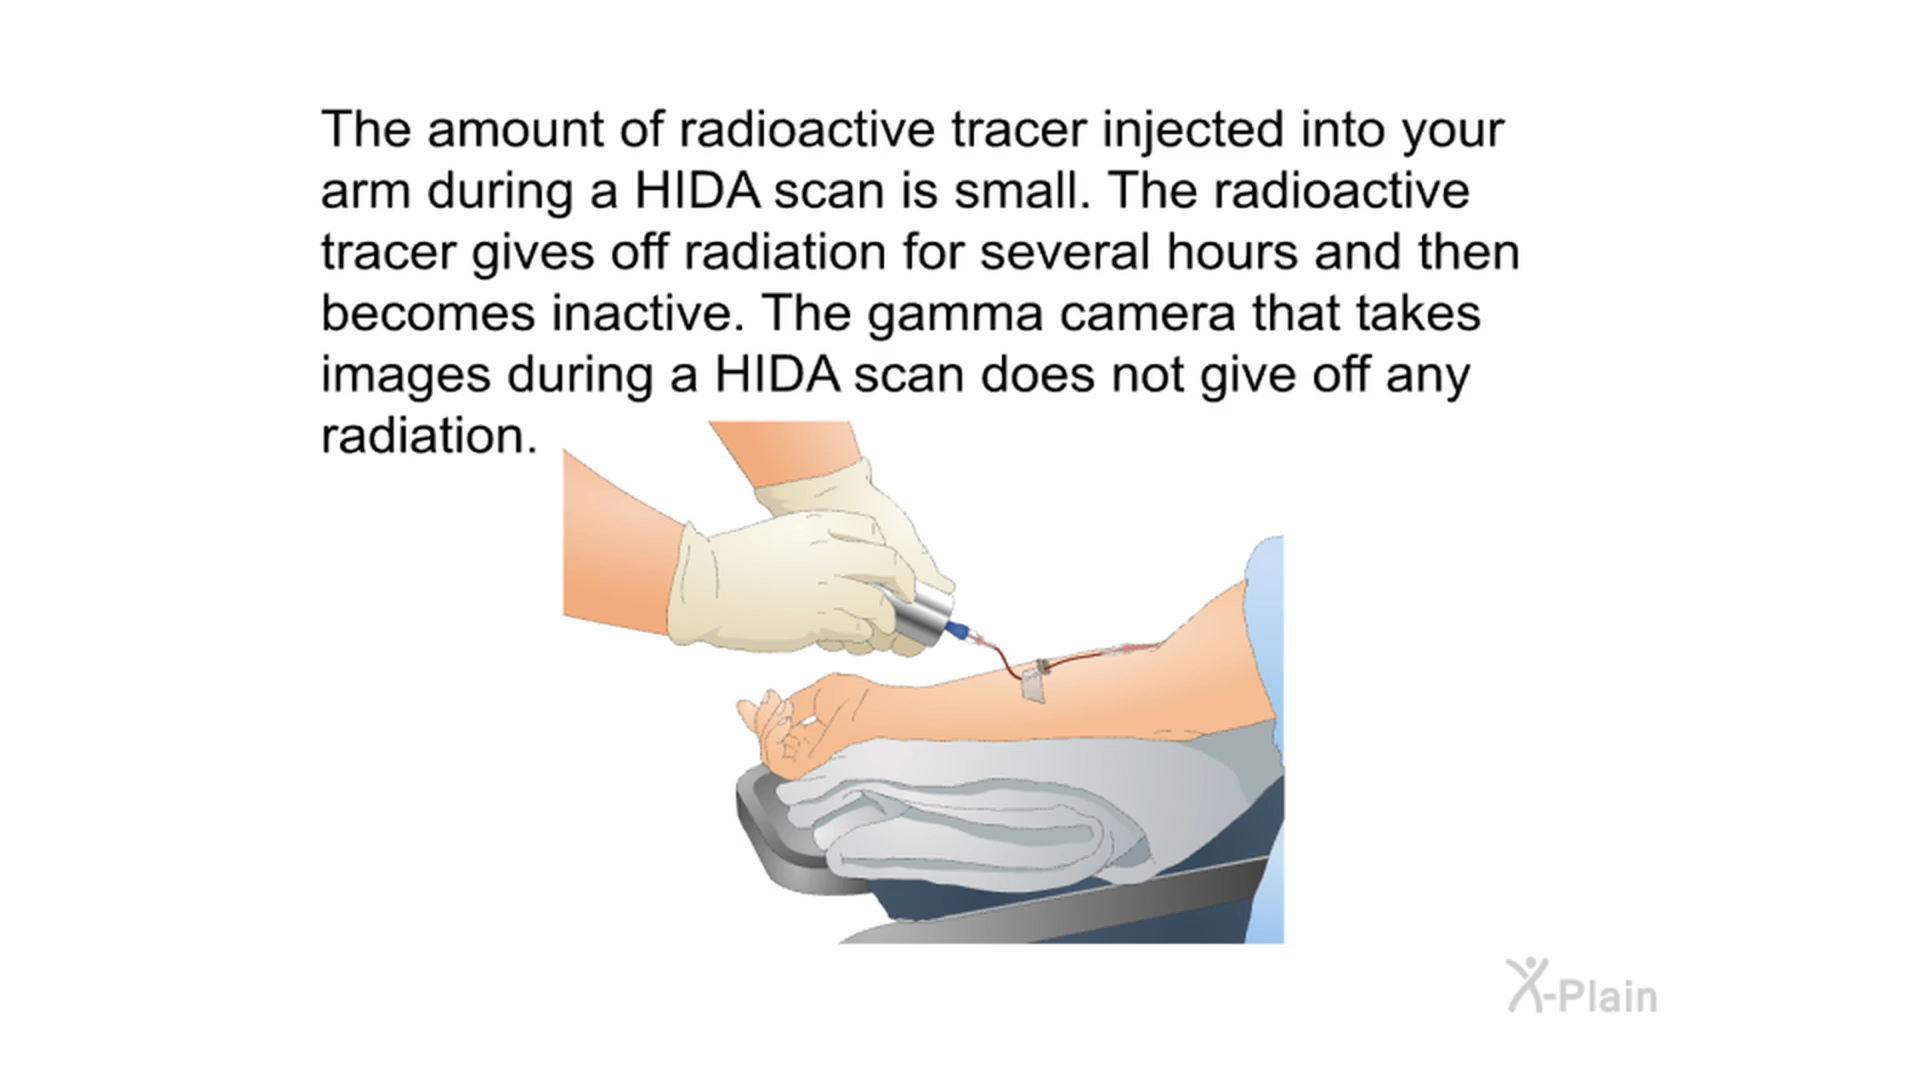 The amount of radioactive tracer injected into your
arm during a HIDA scan is small. The radioactive
tracer gives off radiation for several hours and then
becomes inactive. The gamma camera that takes
images during a HIDA scan does not give off any
radiation.
X-Plain